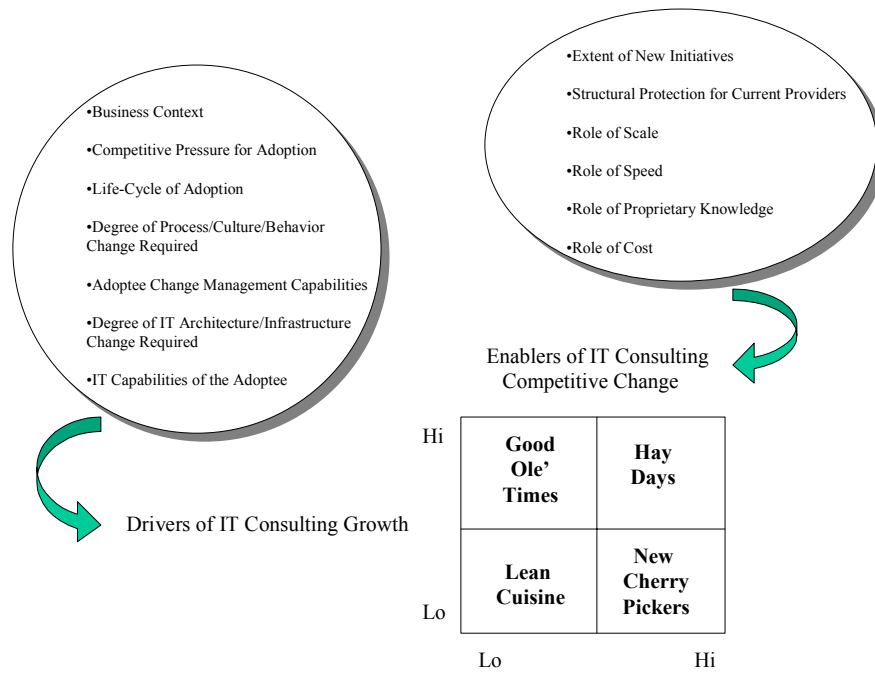 •Business Context
•Competitive Pressure for Adoption
•Life-Cycle of Adoption
•Degree of Process/Culture/Behavior
Change Required
•Adoptee Change Management Capabilities
•Degree of IT Architecture/Infrastructure
Change Required
•IT Capabilities of the Adoptee
•Extent of New Initiatives
•Structural Protection for Current Providers
•Role of Scale
•Role of Speed
•Role of Proprietary Knowledge
•Role of Cost
Enablers of IT Consulting
Competitive Change
Drivers of IT Consulting Growth
Hi
Good
Ole’
Times
Hay
Days
Lo
Lean
Cuisine
New
Cherry
Pickers
Lo
Hi